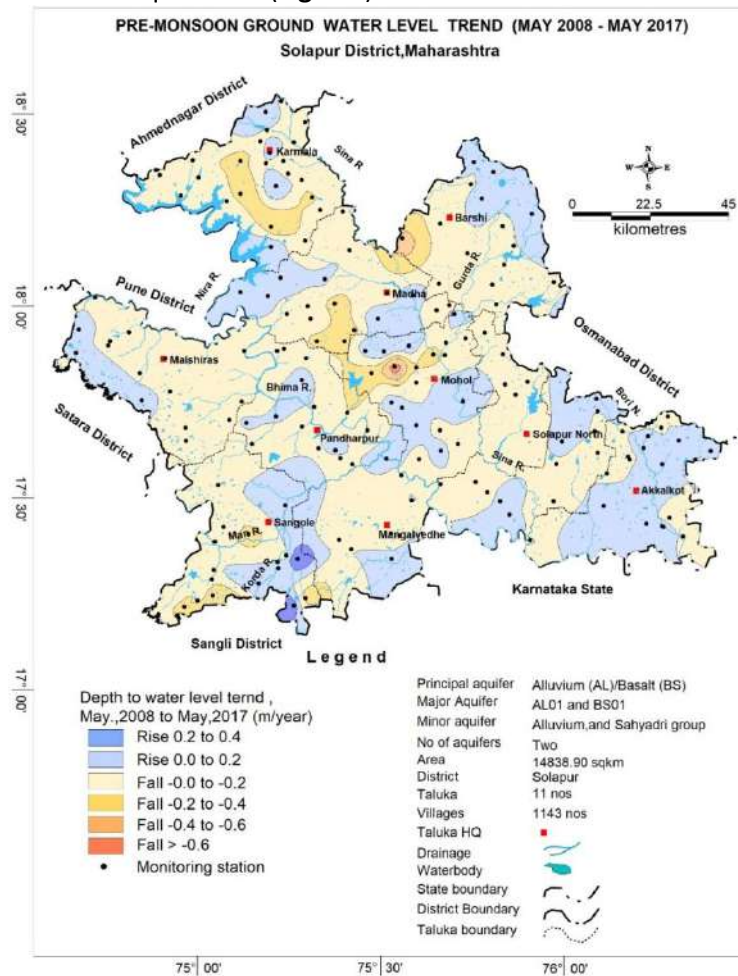 PRE-MONSOON GROUND WATER LEVEL TREND (MAY 2008 - MAY 2017)
Solapur District,Maharashtra
18° 30'
18° 00'
17° 30'
17° 00'
Ahmednagar District
Karmala
Sina R.
Barshi
0 22.5 45
kilometres
N
W E
S
Gurda R.
Nira R.
Madha
Pune District
Osmanabad District
Malshiras
Mohol
Bhima R.
Bori N.
Satara District
Pandharpur
Solapur North
Sina R.
Akkalkot
Sangole
Man R.
Mangalyedhe
Korda R.
Karnataka State
Sangli District
Legend
Depth to water level ternd ,
May.,2008 to May,2017 (m/year)
Rise 0.2 to 0.4
Rise 0.0 to 0.2
Fall -0.0 to -0.2
Fall -0.2 to -0.4
Fall -0.4 to -0.6
Fall > -0.6
Monitoring station
Principal aquifer Alluvium (AL)/Basalt (BS)
Major Aquifer AL01 and BS01
Minor aquifer Alluvium,and Sahyadri group
No of aquifers Two
Area 14838.90 sqkm
District Solapur
Taluka 11 nos
Villages 1143 nos
Taluka HQ
Drainage
Waterbody
State boundary
District Boundary
Taluka boundary
75° 00' 75° 30' 76° 00'